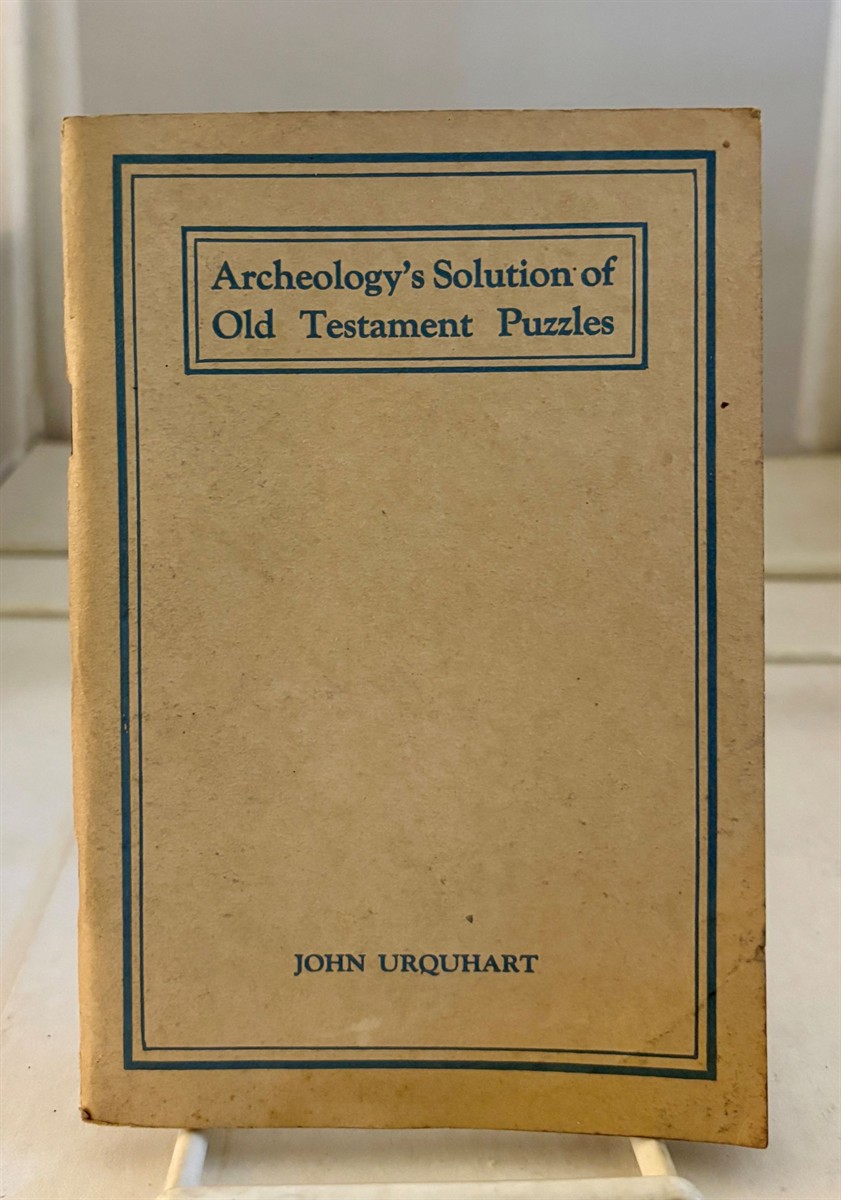 Archeology's Solution of
Old Testament Puzzles
JOHN URQUHART